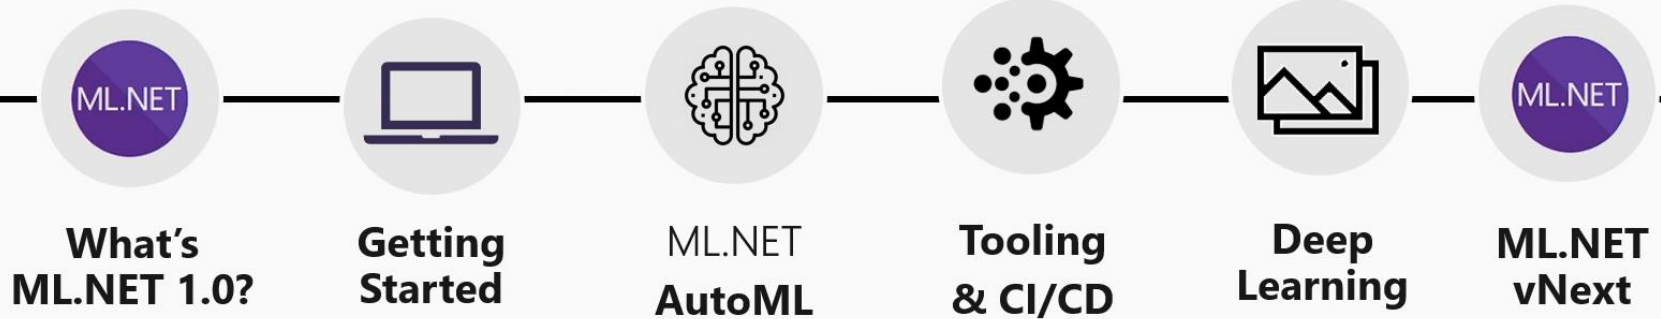 ML.NET
What's
ML.NET 1.0?
Getting
Started
ML.NET
AutoML
Tooling
& CI/CD
Deep
Learning
ML.NET
ML.NET
vNext